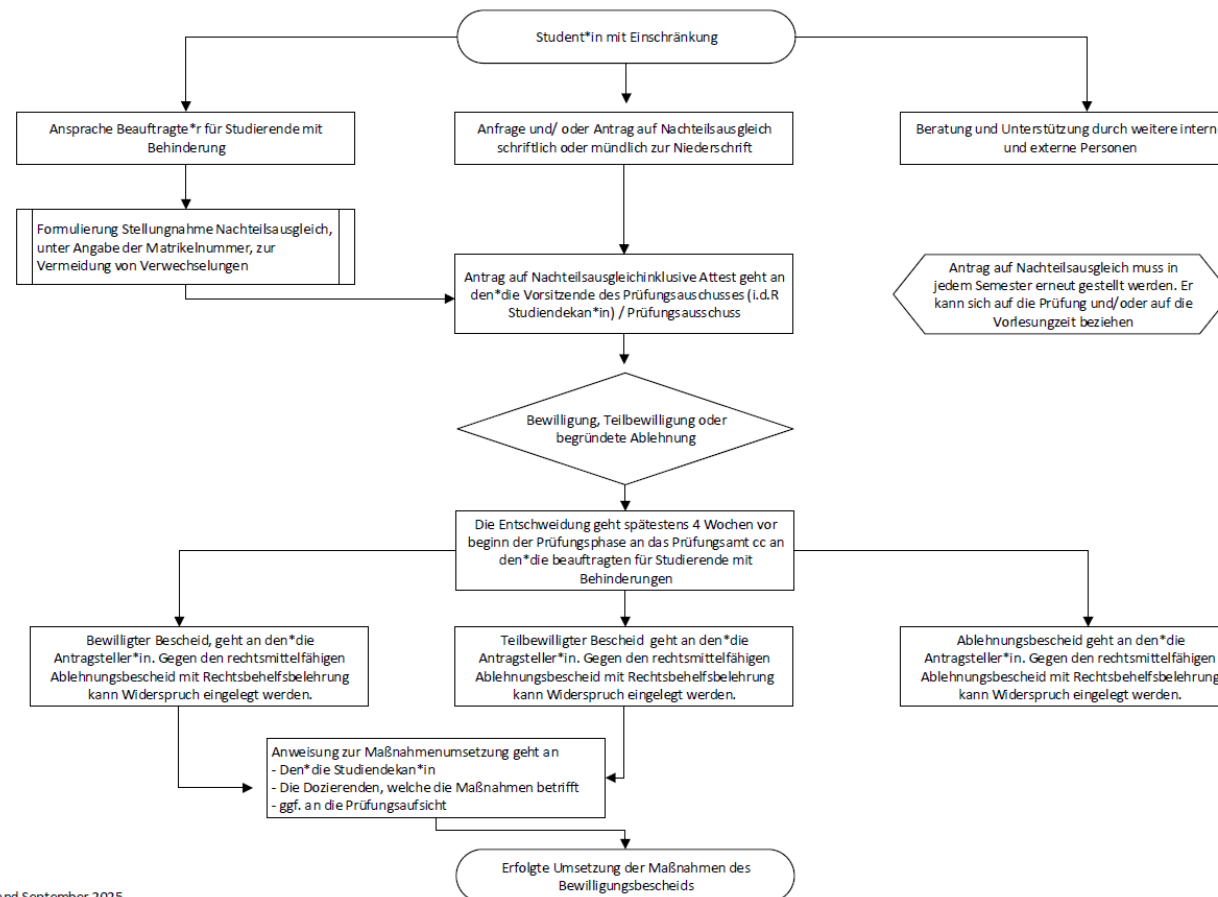 Student*in mit Einschränkung
Ansprache Beauftragte*r für Studierende mit
Behinderung
Anfrage und/ oder Antrag auf Nachteilsausgleich
schriftlich oder mündlich zur Niederschrift
Beratung und Unterstützung durch weitere intern
und externe Personen
Formulierung Stellungnahme Nachteilsausgleich,
unter Angabe der Matrikelnummer, zur
Vermeidung von Verwechselungen
Antrag auf Nachteilsausgleichinklusive Attest geht an
den*die Vorsitzende des Prüfungsauschusses (i.d.R
Studiendekan*in) / Prüfungsausschuss
Antrag auf Nachteilsausgleich muss in
jedem Semester erneut gestellt werden. Er
kann sich auf die Prüfung und/oder auf die
Vorlesungzeit beziehen
Bewilligung, Teilbewilligung oder
begründete Ablehnung
Die Entschweidung geht spätestens 4 Wochen vor
beginn der Prüfungsphase an das Prüfungsamt cc an
den*die beauftragten für Studierende mit
Behinderungen
Bewilligter Bescheid, geht an den*die
Antragsteller*in. Gegen den rechtsmittelfähigen
Ablehnungsbescheid mit Rechtsbehelfsbelehrung
kann Widerspruch eingelegt werden.
Teilbewilligter Bescheid geht an den*die
Antragsteller*in. Gegen den rechtsmittelfähigen
Ablehnungsbescheid mit Rechtsbehelfsbelehrung
kann Widerspruch eingelegt werden.
Ablehnungsbescheid geht an den*die
Antragsteller*in. Gegen den rechtsmittelfähigen
Ablehnungsbescheid mit Rechtsbehelfsbelehrung
kann Widerspruch eingelegt werden.
Anweisung zur Maßnahmenumsetzung geht an
- Den*die Studiendekan*in
- Die Dozierenden, welche die Maßnahmen betrifft
- ggf. an die Prüfungsaufsicht
Erfolgte Umsetzung der Maßnahmen des
Bewilligungsbescheids
September 2025